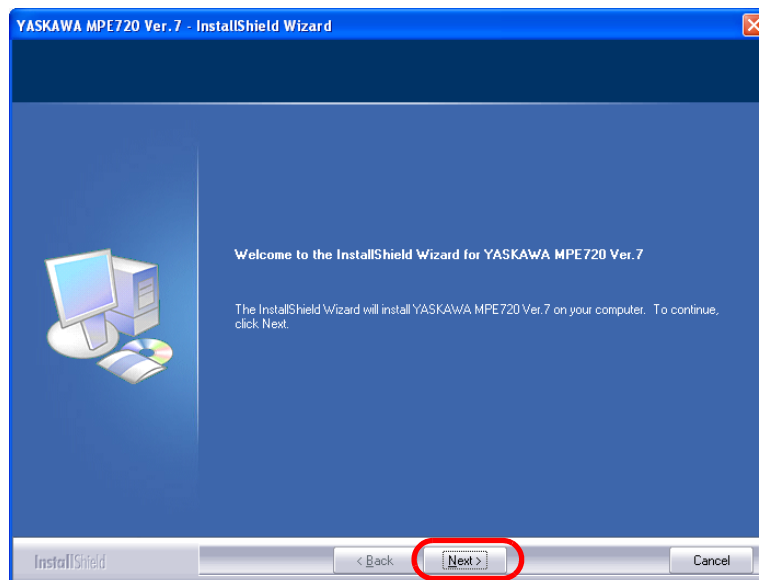 YASKAWA MPE720 Ver.7 - InstallShield Wizard
Welcome to the InstallShield Wizard for YASKAWA MPE720 Ver.7
The InstallShield Wizard will install YASKAWA MPE720 Ver.7 on your computer. To continue,
click Next.
InstallShield
< Back
Next >
Cancel